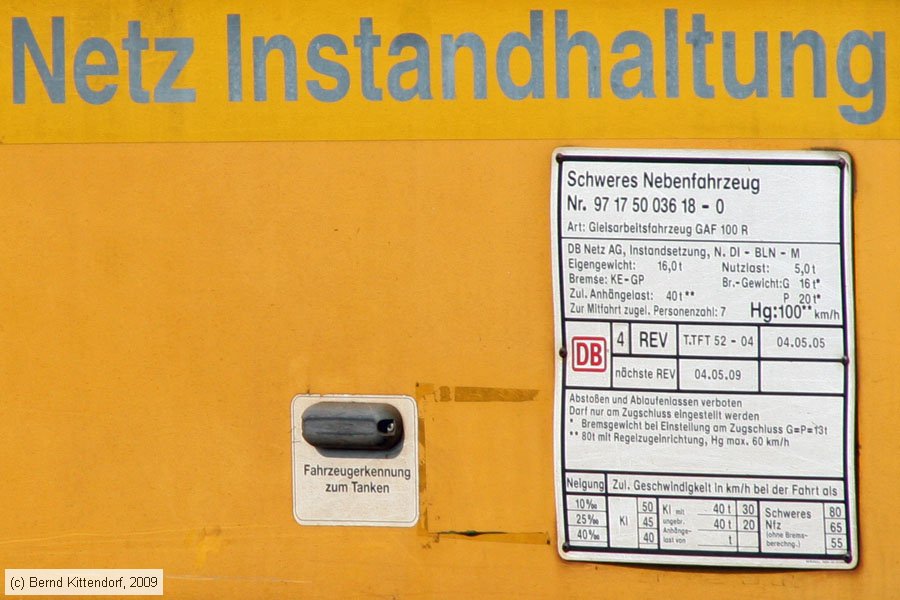 Netz Instandhaltung
Schweres Nebenfahrzeug
Nr. 97 17 50 036 18 - 0
Art: Gleisarbeitsfahrzeug GAF 100 R
DB Netz AG, Instandsetzung, N. DI - BLN - M
Eigengewicht: 16,0 t Nutzlast: 5,0 t
Bremse: KE-GP Br.-Gewicht: G 16 t*
Zul. Anhängelast: 40 t** P 20 t*
Zur Mitfahrt zugel. Personenzahl: 7 Hg: 100** km/h
DB 4 REV T.TFT 52 - 04 04.05.05
nächste REV 04.05.09
Abstoßen und Ablaufenlassen verboten
Darf nur am Zugschluss eingestellt werden
* Bremsgewicht bei Einstellung am Zugschluss G=P=13t
** 80t mit Regelzugeinrichtung, Hg max. 60 km/h
Fahrzeugerkennung
zum Tanken
Neigung Zul. Geschwindigkeit in km/h bei der Fahrt als
10‰ Kl 50 Kl mit 40 t 30 Schweres 80
25‰ 45 ungebr. 40 t 20 Nfz 65
40‰ 40 Anhänge- last von t (ohne Brems- berechng.) 55
(c) Bernd Kittendorf, 2009